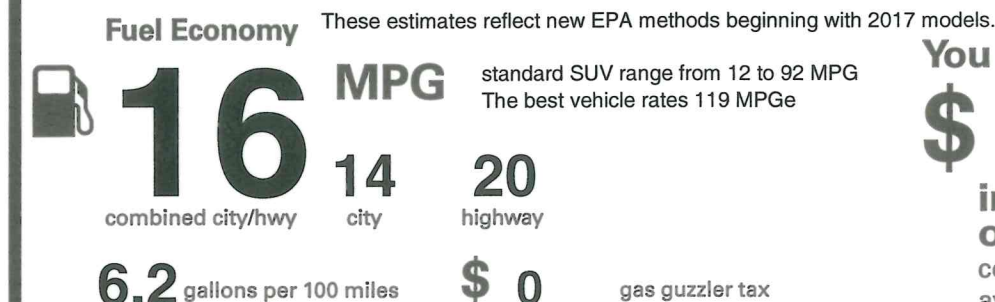 Fuel Economy
These estimates reflect new EPA methods beginning with 2017 models.
16 MPG
standard SUV range from 12 to 92 MPG
The best vehicle rates 119 MPGe
14 20
combined city/hwy city highway
6.2 gallons per 100 miles $ 0 gas guzzler tax
You
$